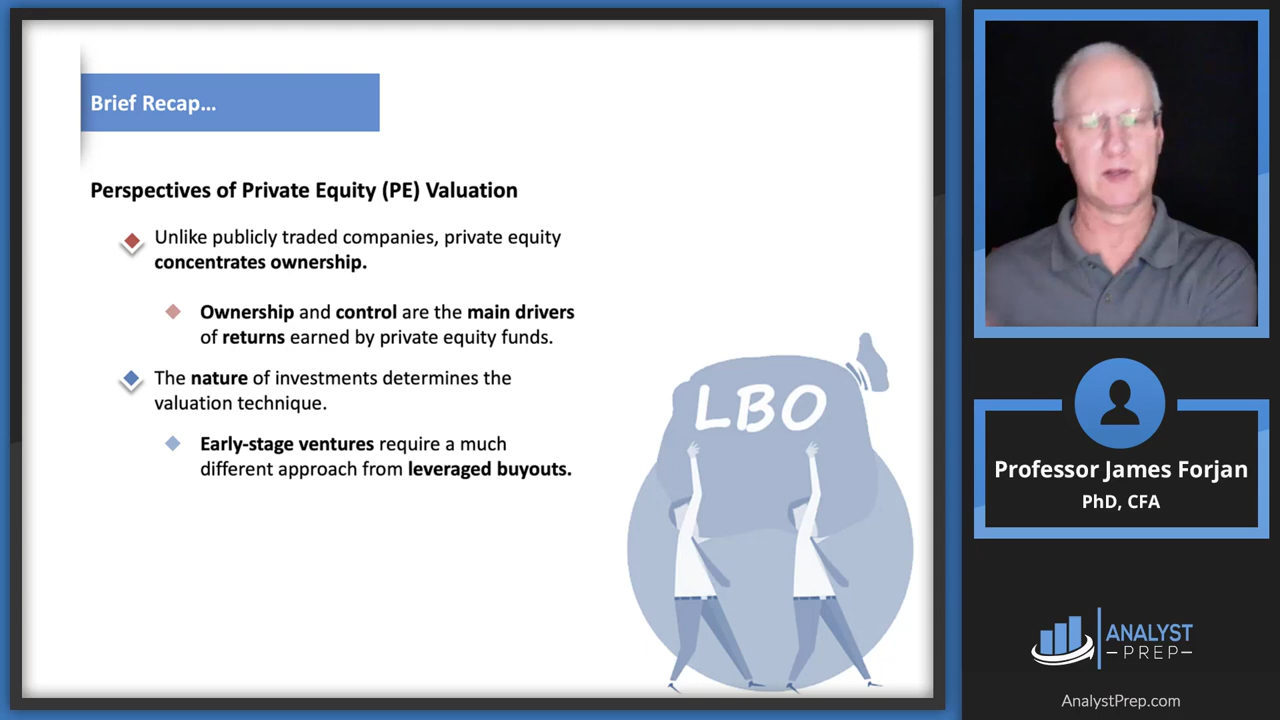 Brief Recap...
Perspectives of Private Equity (PE) Valuation
Unlike publicly traded companies, private equity
concentrates ownership.
Ownership and control are the main drivers
of returns earned by private equity funds.
The nature of investments determines the
valuation technique.
Early-stage ventures require a much
different approach from leveraged buyouts.
LBO
Professor James Forjan
PhD, CFA
ANALYST
PREP
AnalystPrep.com